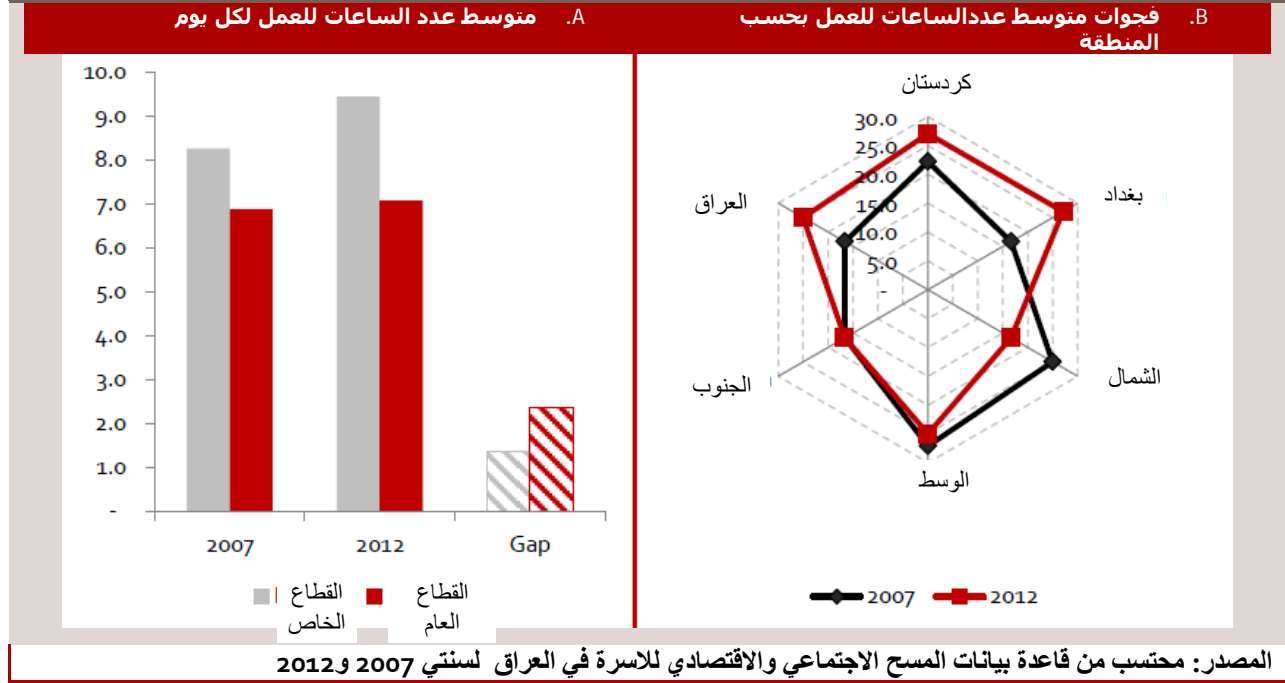 A. متوسط عدد الساعات للعمل لكل يوم
B. فجوات متوسط عددالساعات للعمل بحسب
المنطقة
10.0
9.0
8.0
7.0
6.0
5.0
4.0
3.0
2.0
1.0
-
2007
2012
Gap
القطاع
الخاص
القطاع
العام
كردستان
بغداد
الشمال
الوسط
الجنوب
العراق
30.0
25.0
20.0
15.0
10.0
5.0
-
2007
2012
المصدر: محتسب من قاعدة بيانات المسح الاجتماعي والاقتصادي للاسرة في العراق لسنتي 2007 و2012